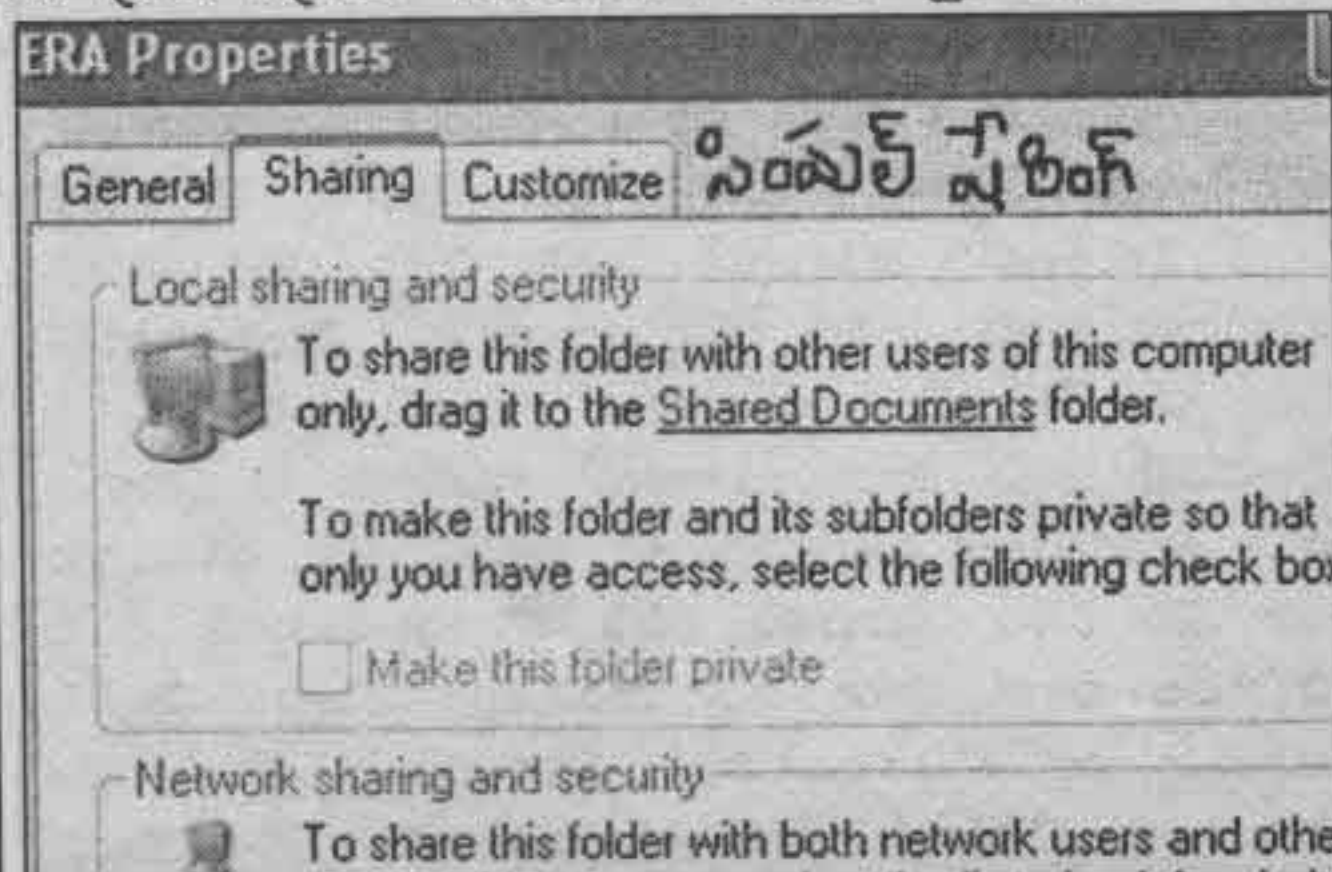 ERA Properties
General Sharing Customize సింపుల్ షేరింగ్
Local sharing and security
To share this folder with other users of this computer
only, drag it to the Shared Documents folder.
To make this folder and its subfolders private so that
only you have access, select the following check
Make this folder private
Network sharing and security
To share this folder with both network users and